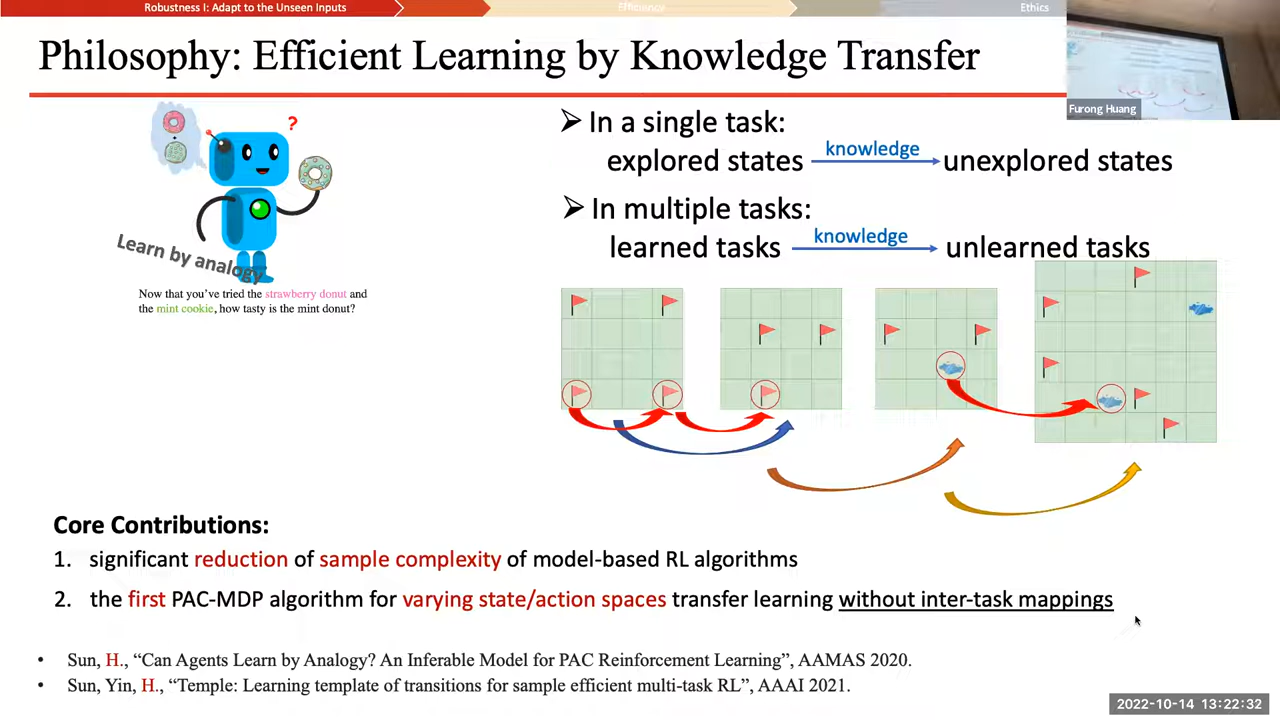 Robustness I: Adapt to the Unseen Inputs
Efficiency
Ethics
Philosophy: Efficient Learning by Knowledge Transfer
Furong Huang
?
Learn by analogy
Now that you've tried the strawberry donut and
the mint cookie, how tasty is the mint donut?
➢ In a single task:
explored states knowledge unexplored states
➢ In multiple tasks:
learned tasks knowledge unlearned tasks
Core Contributions:
1. significant reduction of sample complexity of model-based RL algorithms
2. the first PAC-MDP algorithm for varying state/action spaces transfer learning without inter-task mappings
• Sun, H., “Can Agents Learn by Analogy? An Inferable Model for PAC Reinforcement Learning”, AAMAS 2020.
• Sun, Yin, H., “Temple: Learning template of transitions for sample efficient multi-task RL”, AAAI 2021.
2022-10-14 13:22:32